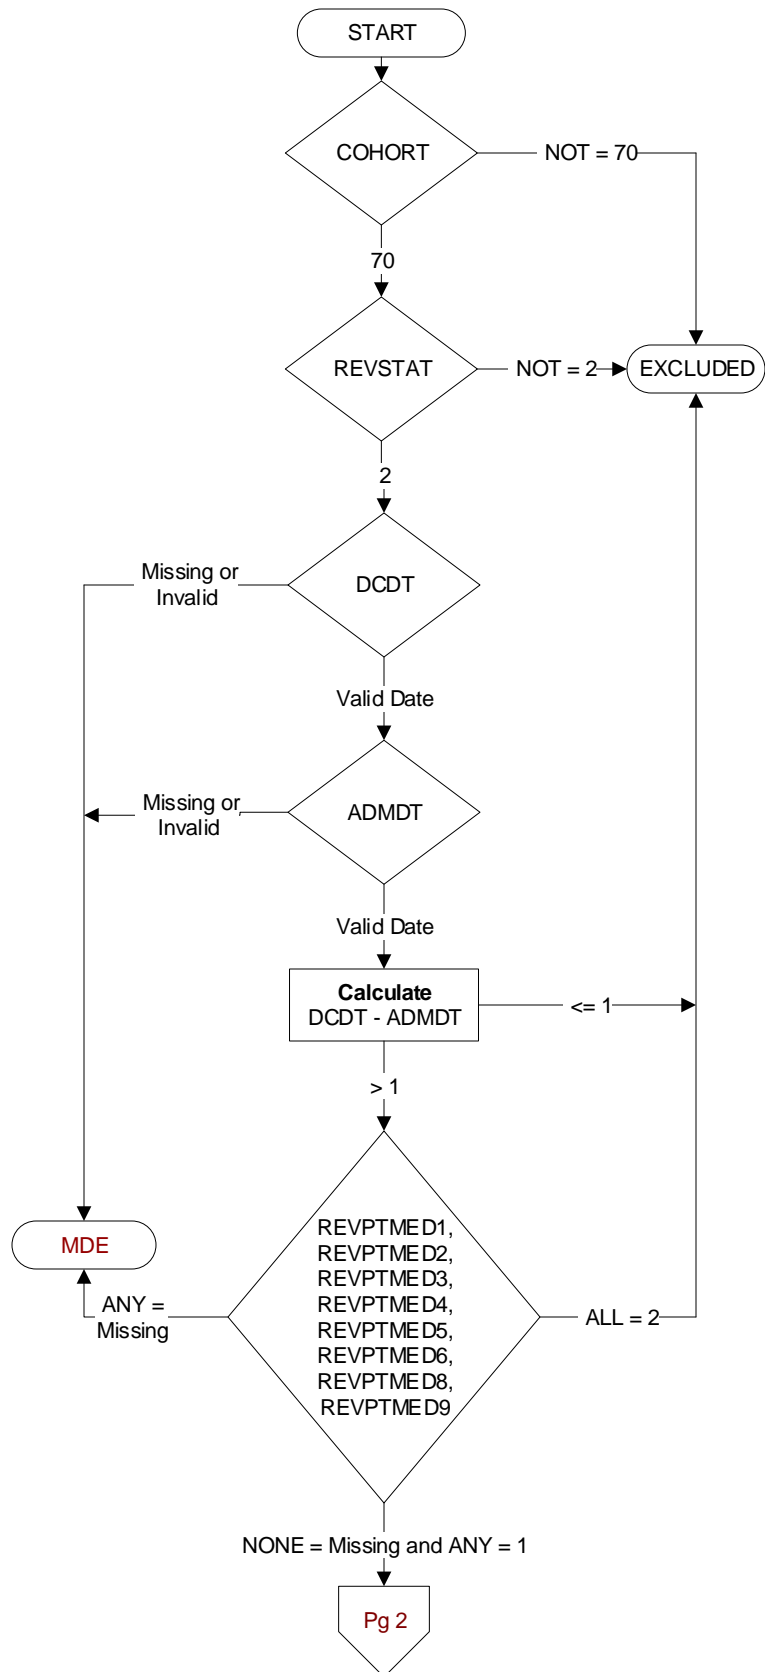 START
COHORT
NOT = 70
70
REVSTAT
NOT = 2
EXCLUDED
2
Missing or
Invalid
DCDT
Valid Date
Missing or
Invalid
ADMDT
Valid Date
Calculate
DCDT - ADMDT
<= 1
> 1
REVPTMED1,
REVPTMED2,
REVPTMED3,
REVPTMED4,
REVPTMED5,
REVPTMED6,
REVPTMED8,
REVPTMED9
MDE
ANY =
Missing
ALL = 2
NONE = Missing and ANY = 1
Pg 2